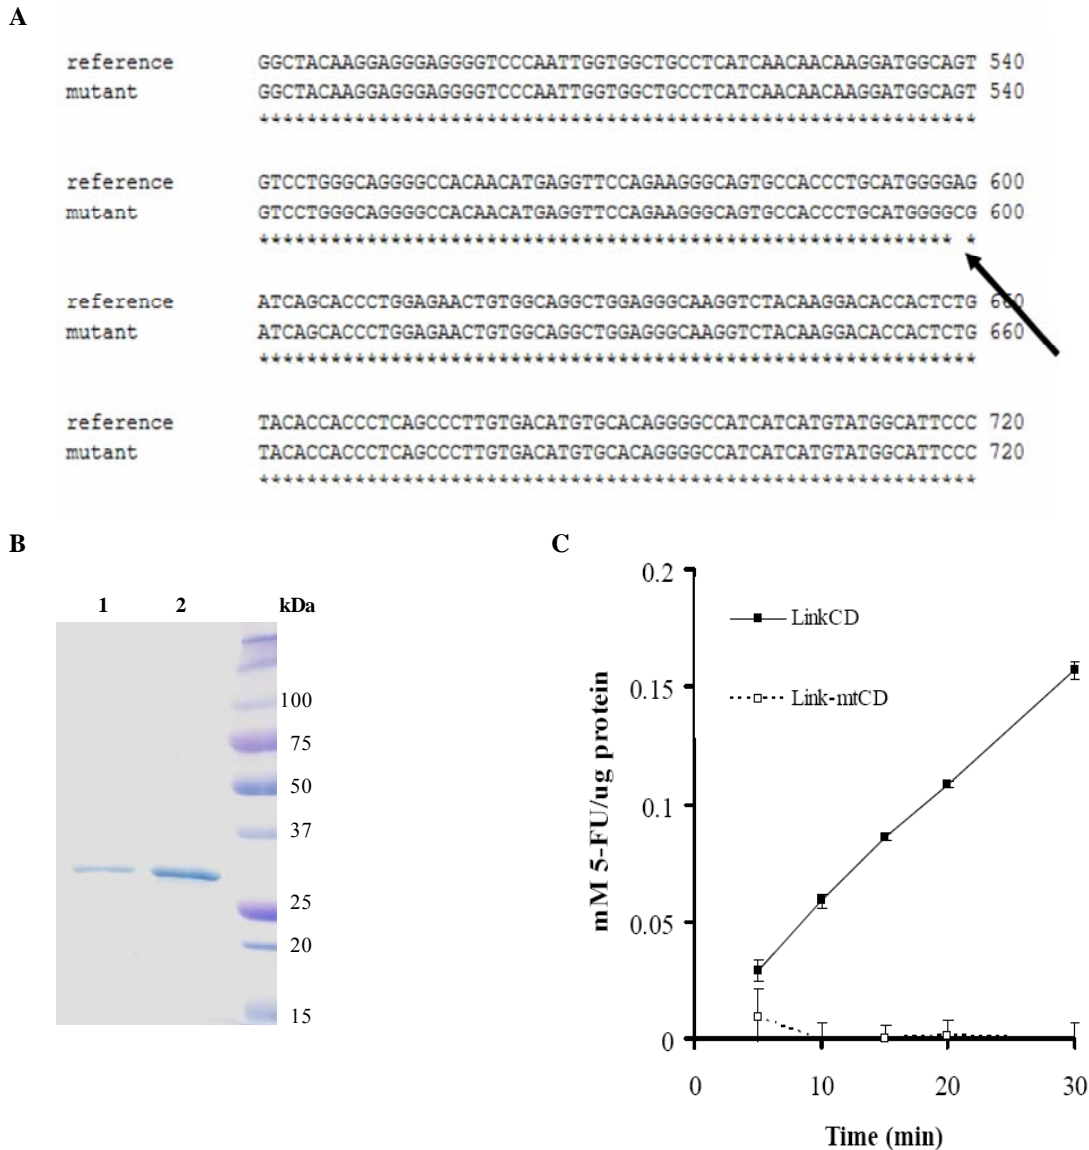 A
reference GGCTACAAGGAGGGAGGGGTCCCAATTGGTGGCTGCCTCATCAACAACAAGGATGGCAGT 540
mutant GGCTACAAGGAGGGAGGGGTCCCAATTGGTGGCTGCCTCATCAACAACAAGGATGGCAGT 540
************************************************************
reference GTCCTGGGCAGGGGCCACAACATGAGGTTCCAGAAGGGCAGTGCCACCCTGCATGGGGAG 600
mutant GTCCTGGGCAGGGGCCACAACATGAGGTTCCAGAAGGGCAGTGCCACCCTGCATGGGGCG 600
********************************************************** *
reference ATCAGCACCCTGGAGAACTGTGGCAGGCTGGAGGGCAAGGTCTACAAGGACACCACTCTG 660
mutant ATCAGCACCCTGGAGAACTGTGGCAGGCTGGAGGGCAAGGTCTACAAGGACACCACTCTG 660
************************************************************
reference TACACCACCCTCAGCCCTTGTGACATGTGCACAGGGGCCATCATCATGTATGGCATTCCC 720
mutant TACACCACCCTCAGCCCTTGTGACATGTGCACAGGGGCCATCATCATGTATGGCATTCCC 720
************************************************************
B
1 2 kDa
100
75
50
37
25
20
15
C
mM 5-FU/ug protein
0.2
0.15
0.1
0.05
0
LinkCD
Link-mtCD
0 10 20 30
Time (min)